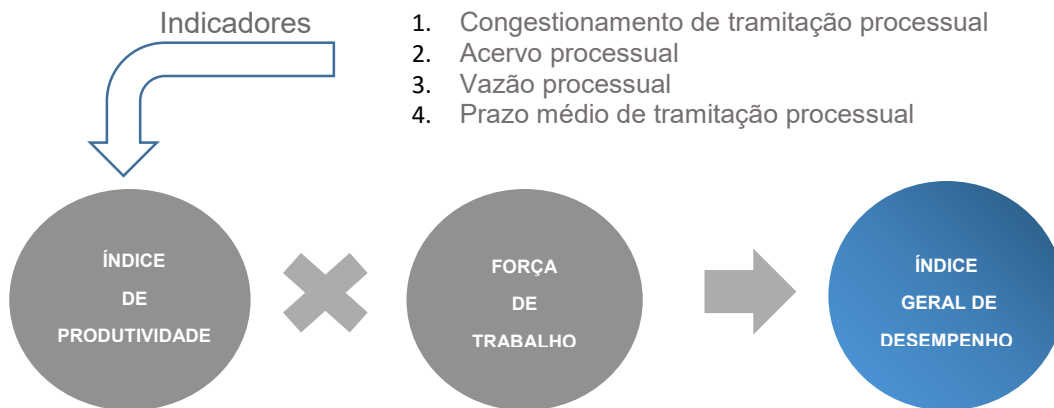 Indicadores
1. Congestionamento de tramitação processual
2. Acervo processual
3. Vazão processual
4. Prazo médio de tramitação processual
ÍNDICE
DE
PRODUTIVIDADE
FORÇA
DE
TRABALHO
ÍNDICE
GERAL DE
DESEMPENHO